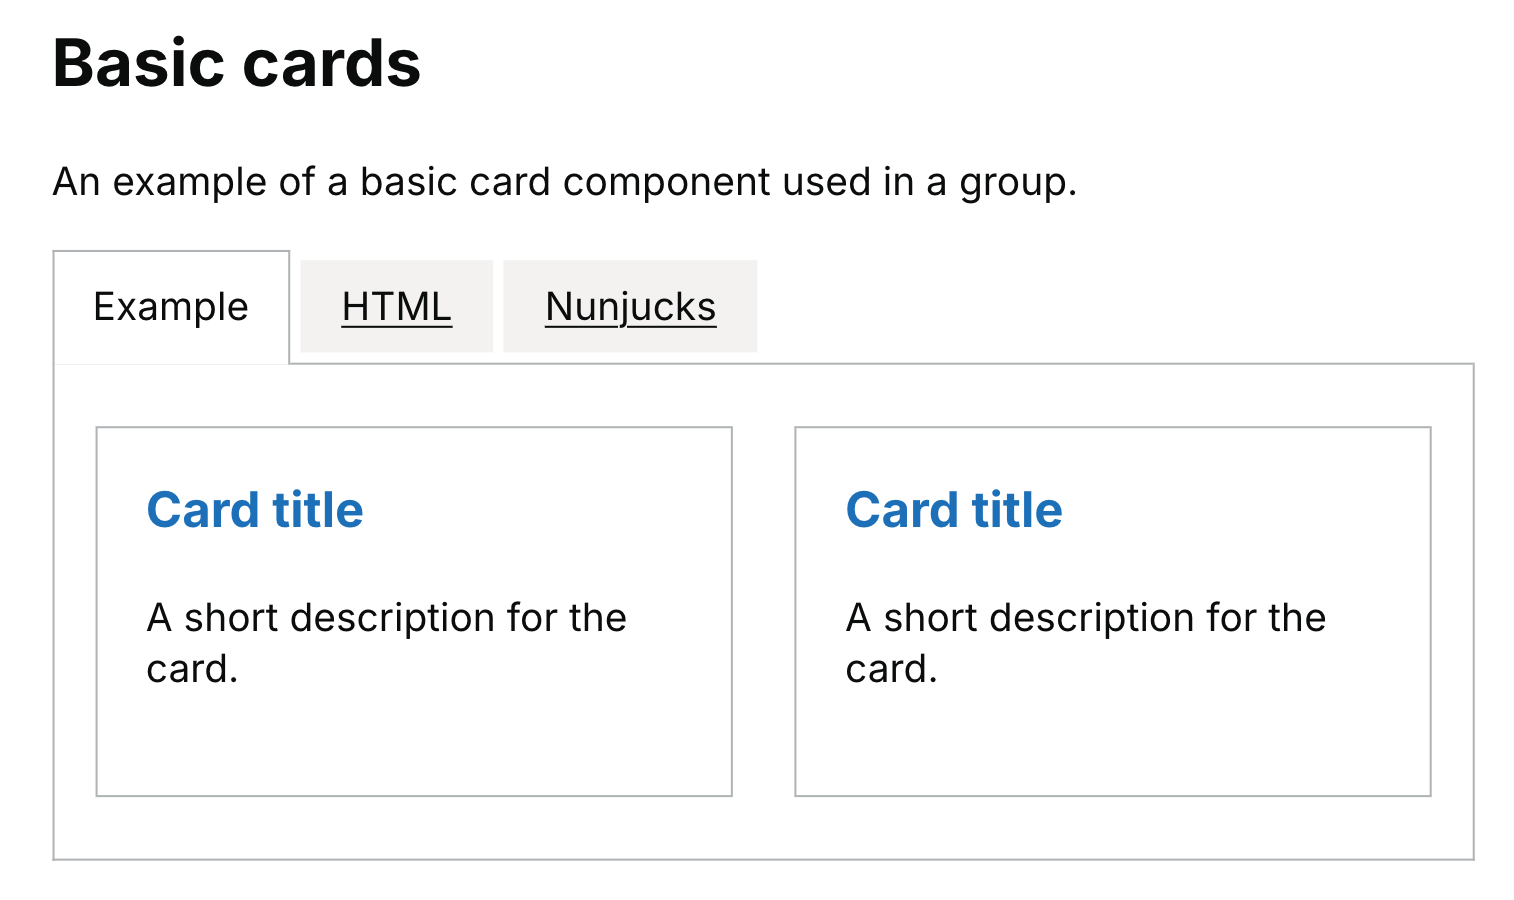 Basic cards
An example of a basic card component used in a group.
Example HTML Nunjucks
Card title
A short description for the
card.
Card title
A short description for the
card.